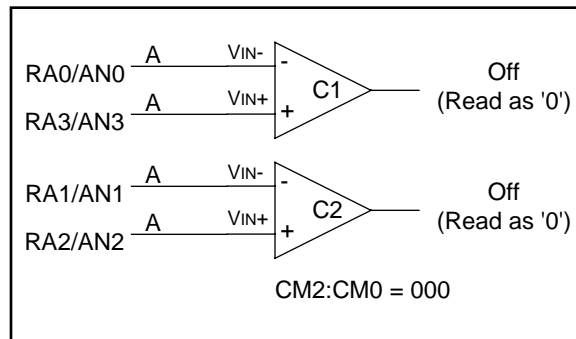 RA0/AN0 A VIN- - C1 Off
RA3/AN3 A VIN+ + (Read as '0')
RA1/AN1 A VIN- - C2 Off
RA2/AN2 A VIN+ + (Read as '0')
CM2:CM0 = 000